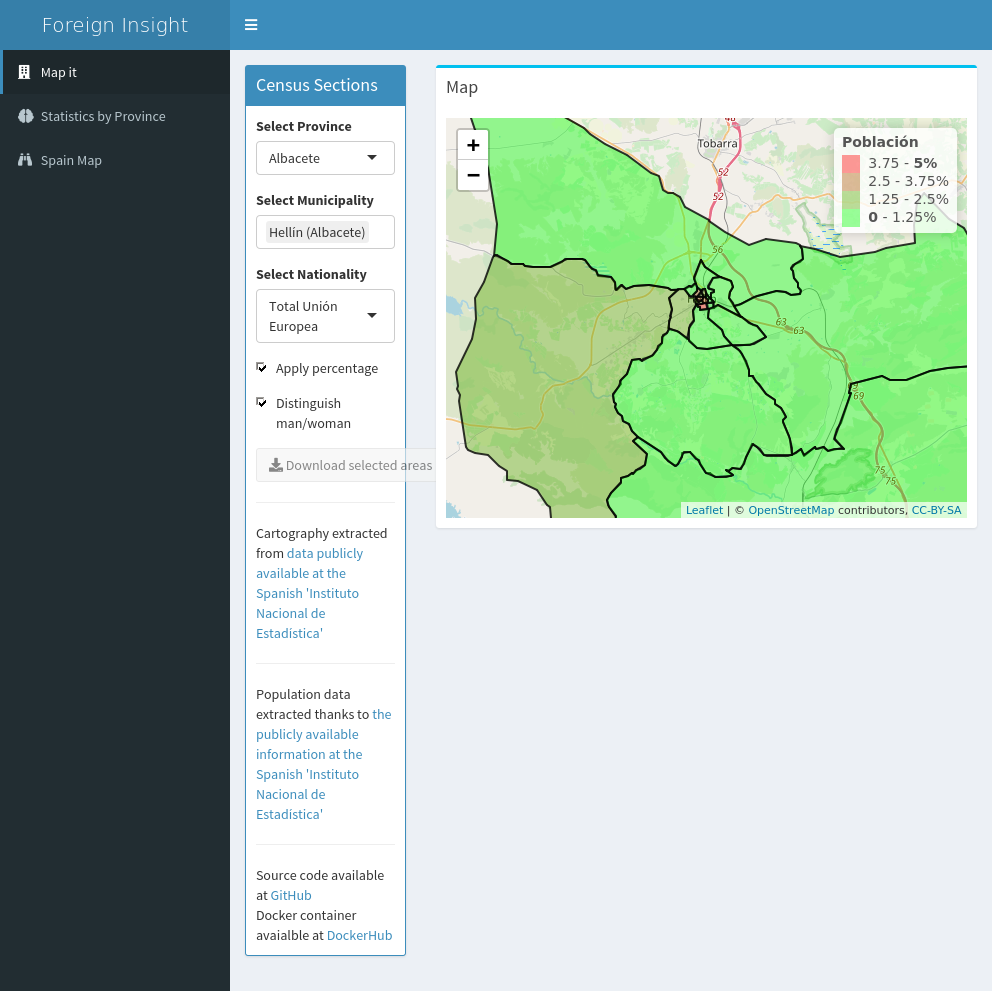 Foreign Insight
Map it
Statistics by Province
Spain Map
Census Sections
Select Province
Albacete
Select Municipality
Hellín (Albacete)
Select Nationality
Total Unión
Europea
Apply percentage
Distinguish
man/woman
Download selected areas
Cartography extracted
from data publicly
available at the
Spanish 'Instituto
Nacional de
Estadística'
Population data
extracted thanks to the
publicly available
information at the
Spanish 'Instituto
Nacional de
Estadística'
Source code available
at GitHub
Docker container
avaialble at DockerHub
Map
+
−
Tobarra
52
52
56
63
63
69
75
75
Población
3.75 - 5%
2.5 - 3.75%
1.25 - 2.5%
0 - 1.25%
Leaflet | © OpenStreetMap contributors, CC-BY-SA